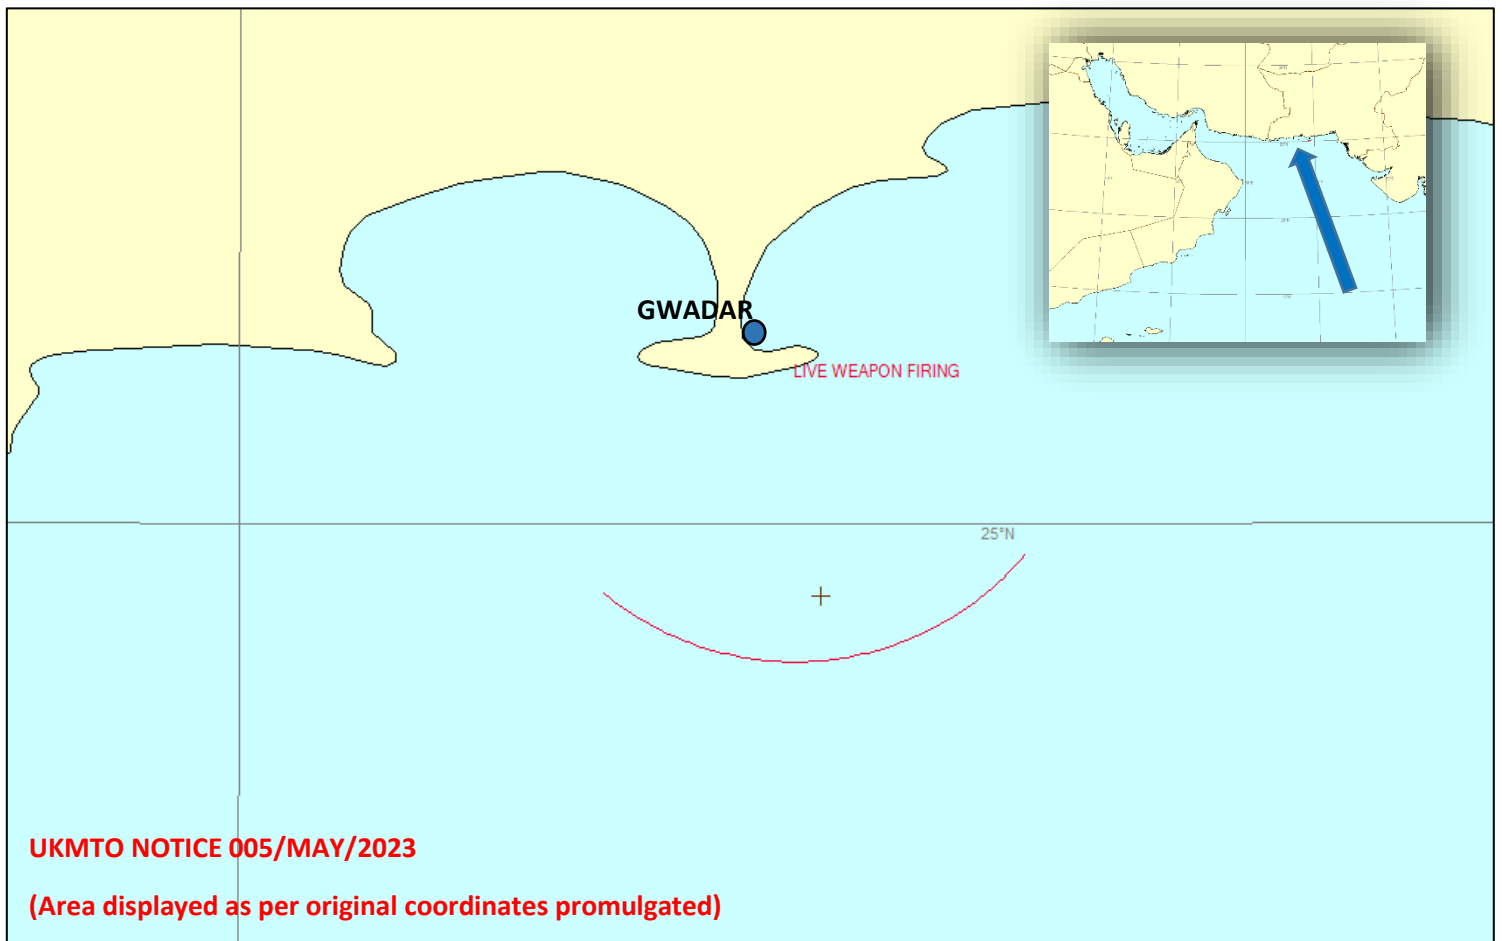 GWADAR
LIVE WEAPON FIRING
25°N
UKMTO NOTICE 005/MAY/2023
(Area displayed as per original coordinates promulgated)